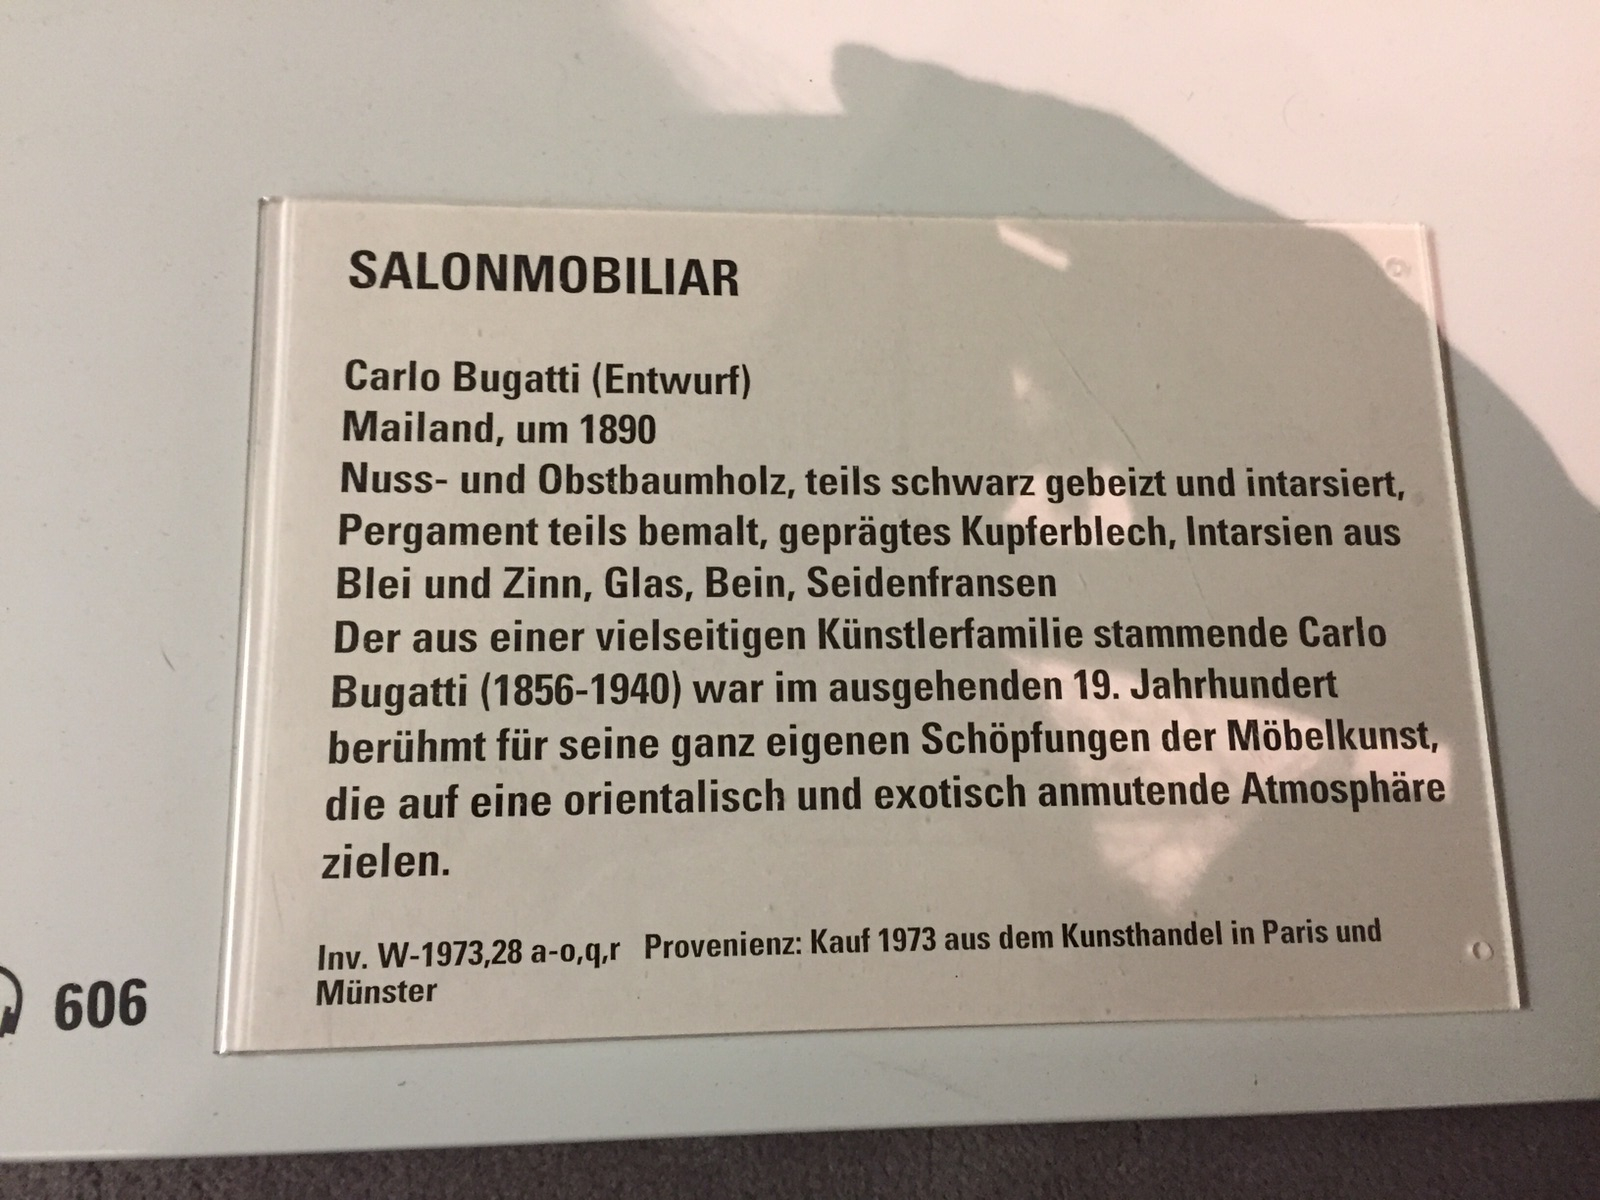 SALONMOBILIAR
Carlo Bugatti (Entwurf)
Mailand, um 1890
Nuss- und Obstbaumholz, teils schwarz gebeizt und intarsiert,
Pergament teils bemalt, geprägtes Kupferblech, Intarsien aus
Blei und Zinn, Glas, Bein, Seidenfransen
Der aus einer vielseitigen Künstlerfamilie stammende Carlo
Bugatti (1856-1940) war im ausgehenden 19. Jahrhundert
berühmt für seine ganz eigenen Schöpfungen der Möbelkunst,
die auf eine orientalisch und exotisch anmutende Atmosphäre
zielen.
Inv. W-1973,28 a-o,q,r Provenienz: Kauf 1973 aus dem Kunsthandel in Paris und
Münster
606